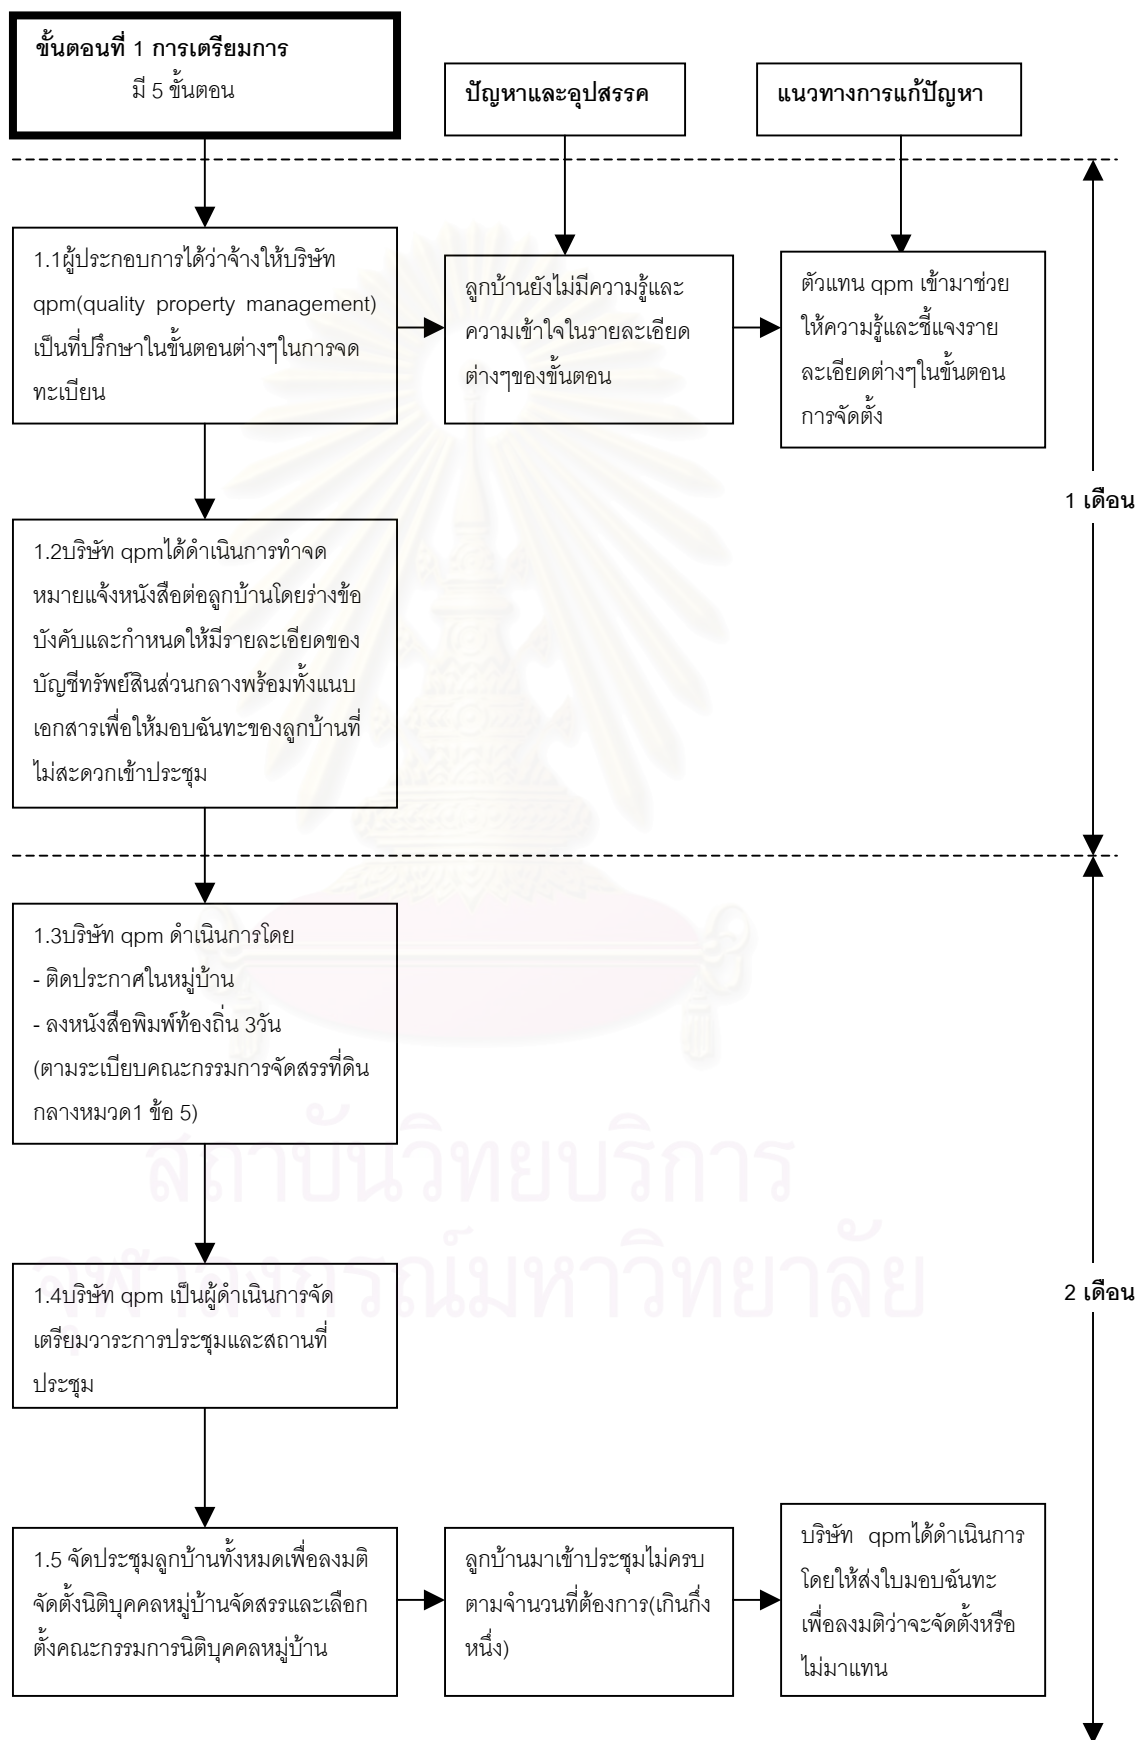 ขั้นตอนที่ 1 การเตรียมการ
มี 5 ขั้นตอน
ปัญหาและอุปสรรค
แนวทางการแก้ปัญหา
1.1ผู้ประกอบการได้ว่าจ้างให้บริษัท
qpm(quality property management)
เป็นที่ปรึกษาในขั้นตอนต่างๆในการจด
ทะเบียน
ลูกบ้านยังไม่มีความรู้และ
ความเข้าใจในรายละเอียด
ต่างๆของขั้นตอน
ตัวแทน qpm เข้ามาช่วย
ให้ความรู้และชี้แจงราย
ละเอียดต่างๆในขั้นตอน
การจัดตั้ง
1 เดือน
1.2บริษัท qpmได้ดำเนินการทำจด
หมายแจ้งหนังสือต่อลูกบ้านโดยร่างข้อ
บังคับและกำหนดให้มีรายละเอียดของ
บัญชีทรัพย์สินส่วนกลางพร้อมทั้งแนบ
เอกสารเพื่อให้มอบฉันทะของลูกบ้านที่
ไม่สะดวกเข้าประชุม
1.3บริษัท qpm ดำเนินการโดย
- ติดประกาศในหมู่บ้าน
- ลงหนังสือพิมพ์ท้องถิ่น 3วัน
(ตามระเบียบคณะกรรมการจัดสรรที่ดิน
กลางหมวด1 ข้อ 5)
สถาบันวิทยบริการ
จุฬาลงกรณ์มหาวิทยาลัย
1.4บริษัท qpm เป็นผู้ดำเนินการจัด
เตรียมวาระการประชุมและสถานที่
ประชุม
2 เดือน
1.5 จัดประชุมลูกบ้านทั้งหมดเพื่อลงมติ
จัดตั้งนิติบุคคลหมู่บ้านจัดสรรและเลือก
ตั้งคณะกรรมการนิติบุคคลหมู่บ้าน
ลูกบ้านมาเข้าประชุมไม่ครบ
ตามจำนวนที่ต้องการ(เกินกึ่ง
หนึ่ง)
บริษัท qpmได้ดำเนินการ
โดยให้ส่งใบมอบฉันทะ
เพื่อลงมติว่าจะจัดตั้งหรือ
ไม่มาแทน